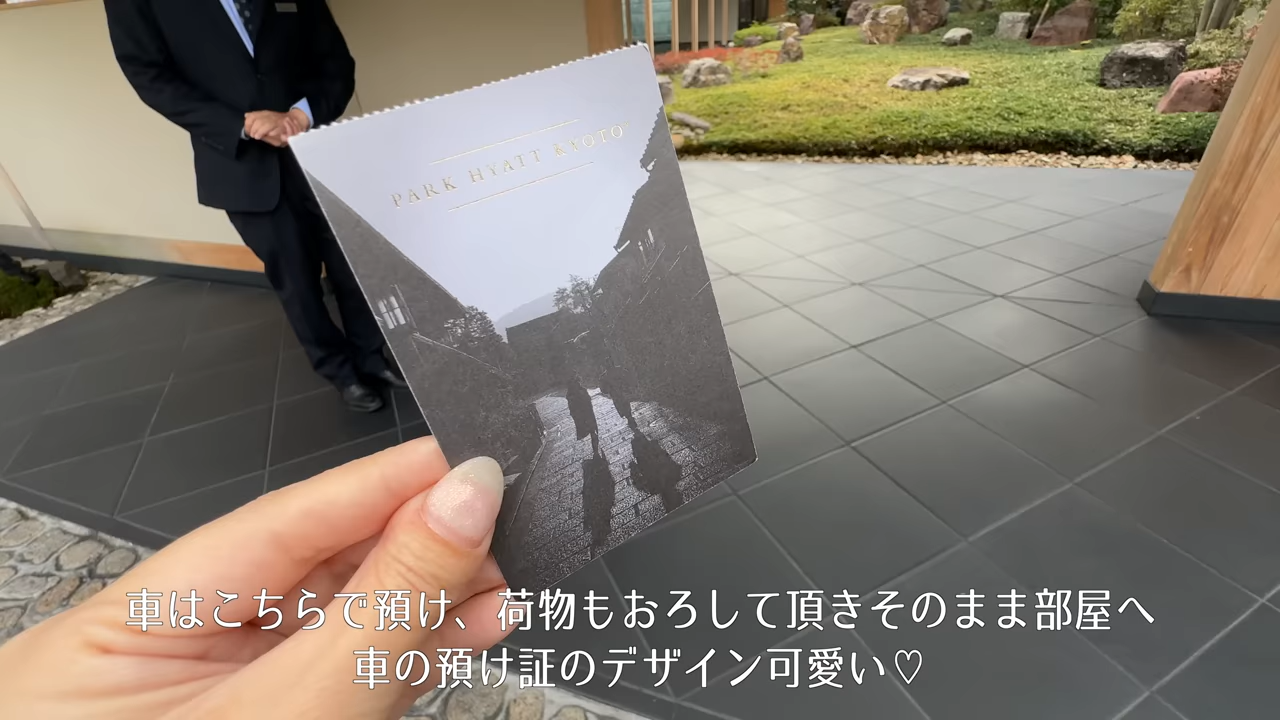 PARK HYATT KYOTO
車はこちらで預け、荷物もおろして頂きそのまま部屋へ
車の預け証のデザイン可愛い♡